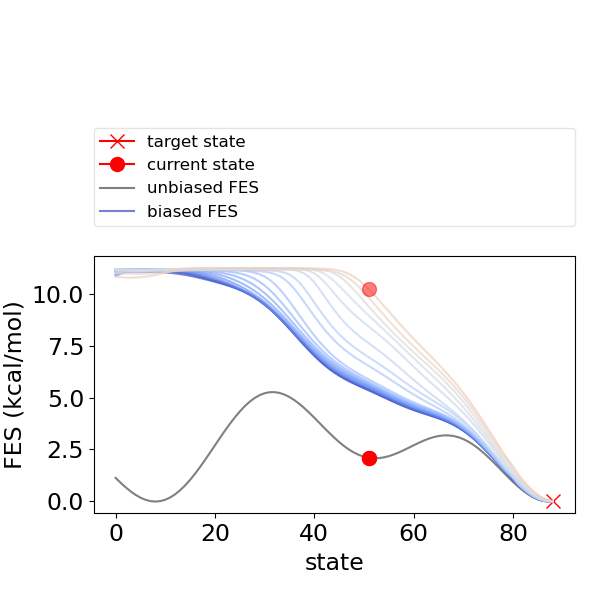 target state
current state
unbiased FES
biased FES
FES (kcal/mol)
10.0
7.5
5.0
2.5
0.0
0 20 40 60 80
state